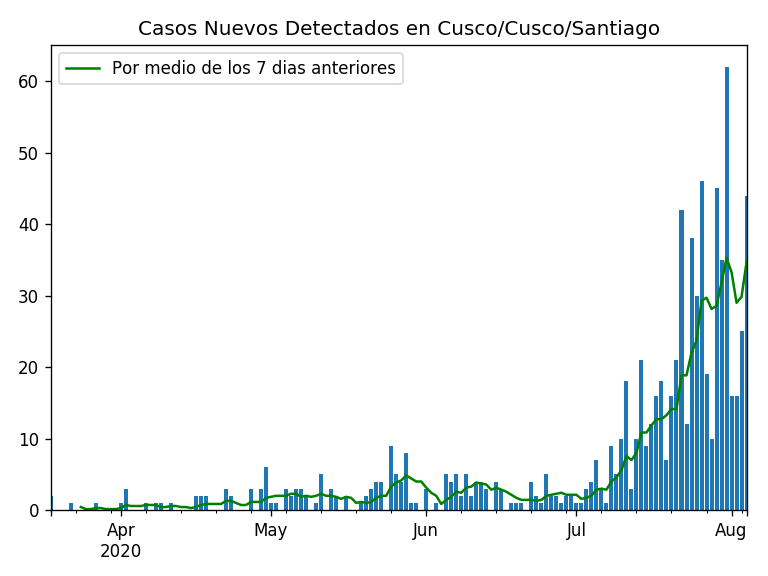 Casos Nuevos Detectados en Cusco/Cusco/Santiago
Por medio de los 7 dias anteriores
60
50
40
30
20
10
0
Apr
2020
May
Jun
Jul
Aug